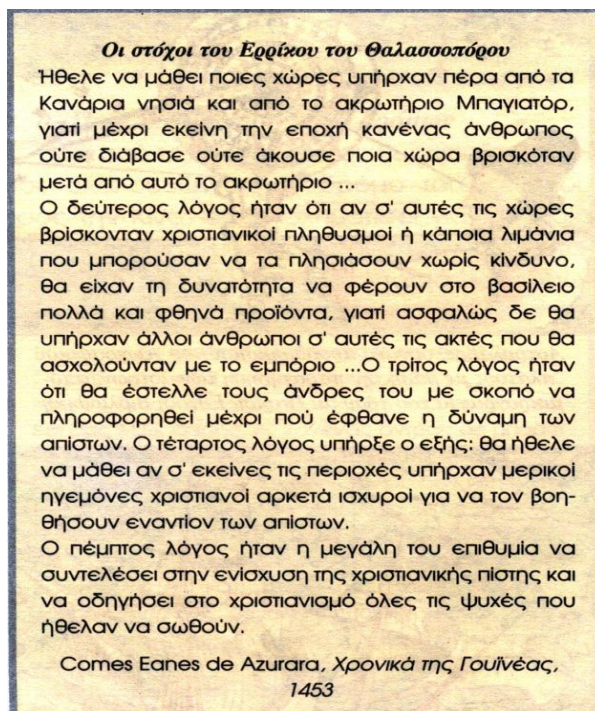 Οι στόχοι του Ερρίκου του Θαλασσοπόρου
Ήθελε να μάθει ποιες χώρες υπήρχαν πέρα από τα
Κανάρια νησιά και από το ακρωτήριο Μπαγιατόρ,
γιατί μέχρι εκείνη την εποχή κανένας άνθρωπος
ούτε διάβασε ούτε άκουσε ποια χώρα βρισκόταν
μετά από αυτό το ακρωτήριο ...
Ο δεύτερος λόγος ήταν ότι αν σ' αυτές τις χώρες
βρίσκονταν χριστιανικοί πληθυσμοί ή κάποια λιμάνια
που μπορούσαν να τα πλησιάσουν χωρίς κίνδυνο,
θα είχαν τη δυνατότητα να φέρουν στο βασίλειο
πολλά και φθηνά προϊόντα, γιατί ασφαλώς δε θα
υπήρχαν άλλοι άνθρωποι σ' αυτές τις ακτές που θα
ασχολούνταν με το εμπόριο ...Ο τρίτος λόγος ήταν
ότι θα έστελλε τους άνδρες του με σκοπό να
πληροφορηθεί μέχρι πού έφθανε η δύναμη των
απίστων. Ο τέταρτος λόγος υπήρξε ο εξής: θα ήθελε
να μάθει αν σ' εκείνες τις περιοχές υπήρχαν μερικοί
ηγεμόνες χριστιανοί αρκετά ισχυροί για να τον βοη-
θήσουν εναντίον των απίστων.
Ο πέμπτος λόγος ήταν η μεγάλη του επιθυμία να
συντελέσει στην ενίσχυση της χριστιανικής πίστης και
να οδηγήσει στο χριστιανισμό όλες τις ψυχές που
ήθελαν να σωθούν.
Comes Eanes de Azurara, Χρονικά της Γουϊνέας,
1453